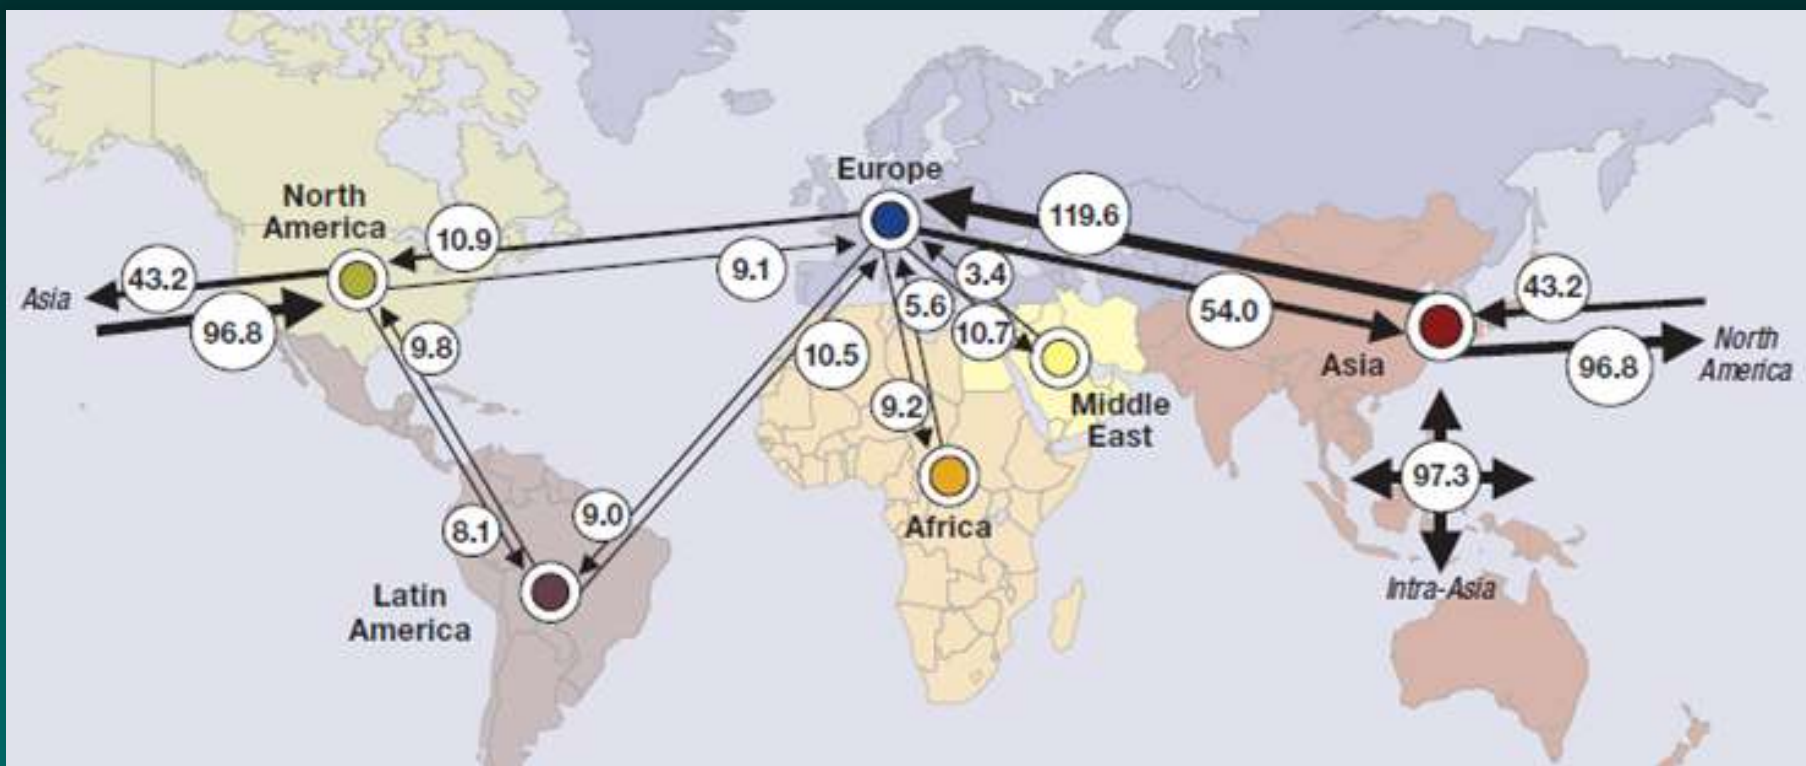 Europe
North
America
119.6
10.9
9.1
3.4
43.2
Asia
96.8
43.2
5.6
54.0
10.7
9.8
10.5
North
America
Asia
96.8
9.2
Middle
East
97.3
8.1
9.0
Africa
Latin
America
Intra-Asia